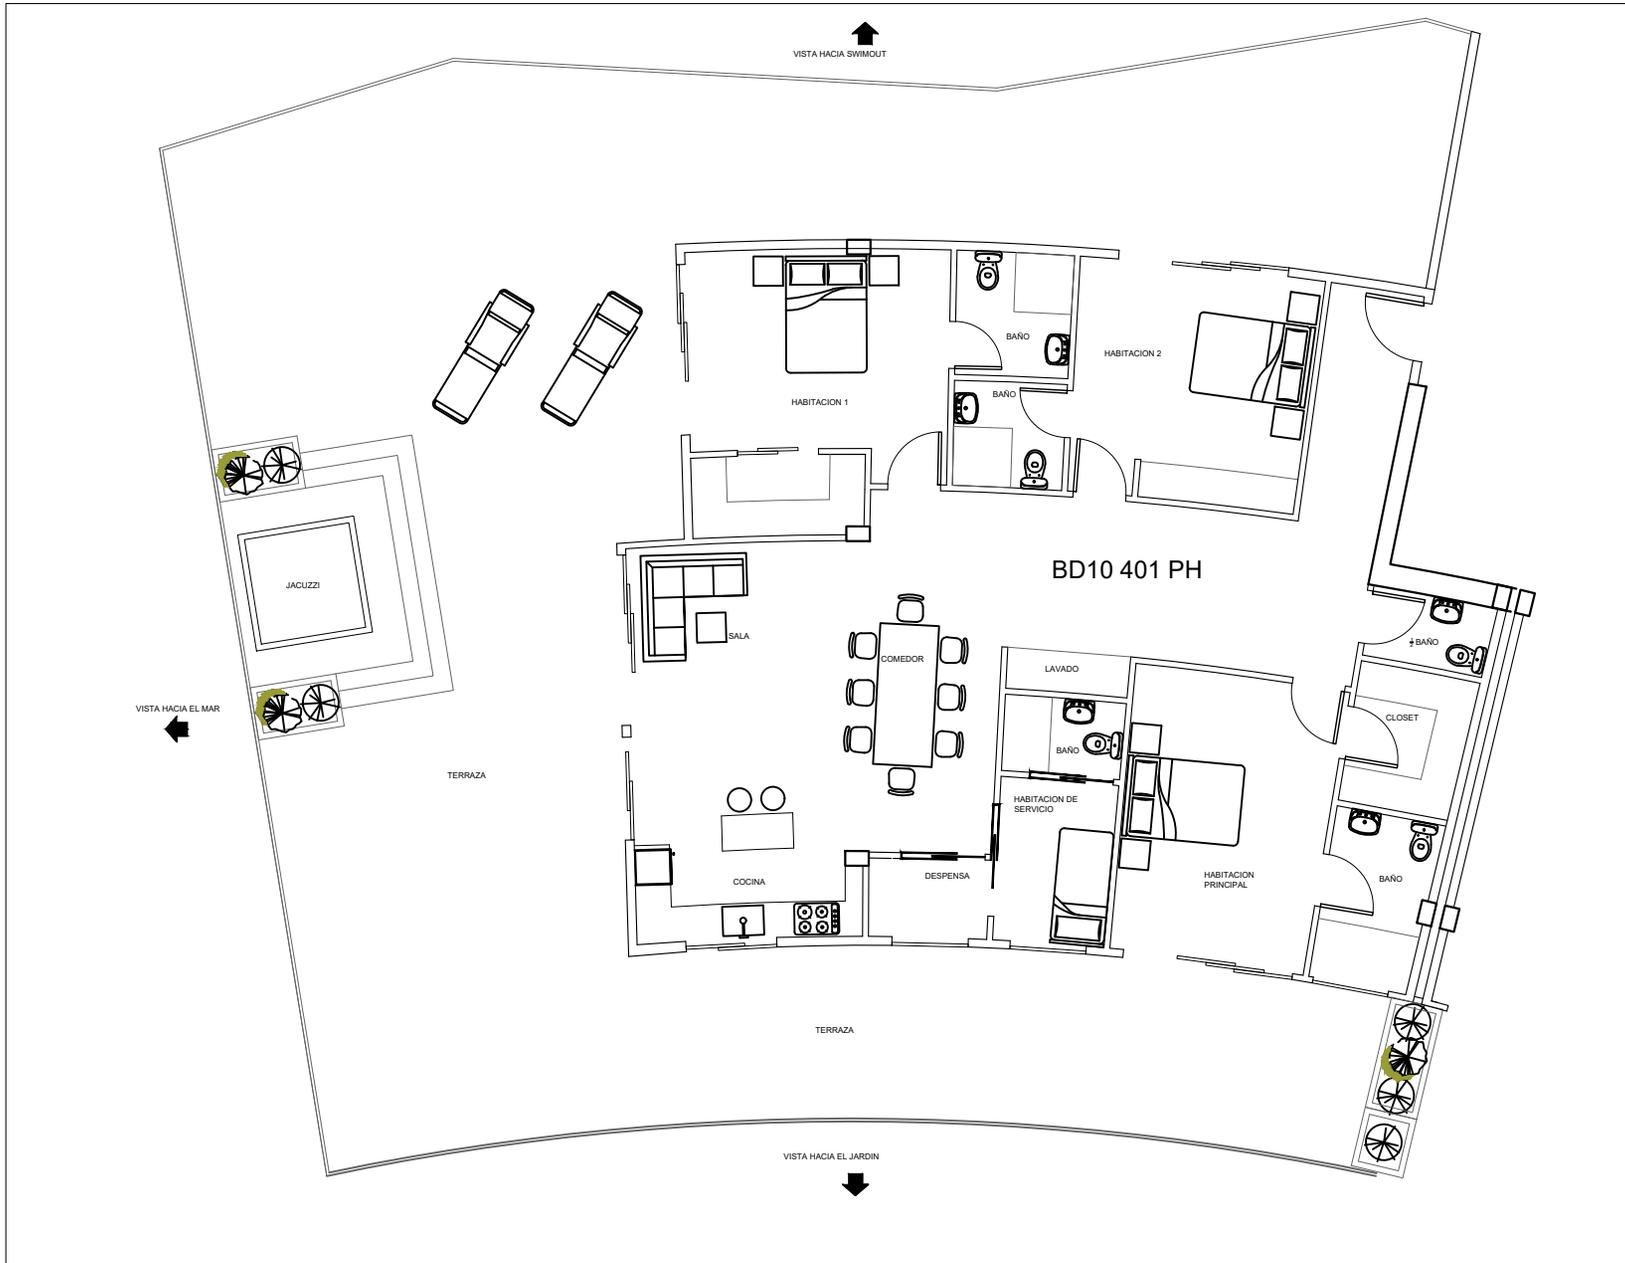 VISTA HACIA SWIMOUT
BAÑO
HABITACION 2
BAÑO
HABITACION 1
BD10 401 PH
JACUZZI
SALA
½ BAÑO
COMEDOR
LAVADO
VISTA HACIA EL MAR
CLOSET
BAÑO
TERRAZA
HABITACION DE
SERVICIO
DESPENSA
COCINA
HABITACION
PRINCIPAL
BAÑO
TERRAZA
VISTA HACIA EL JARDIN